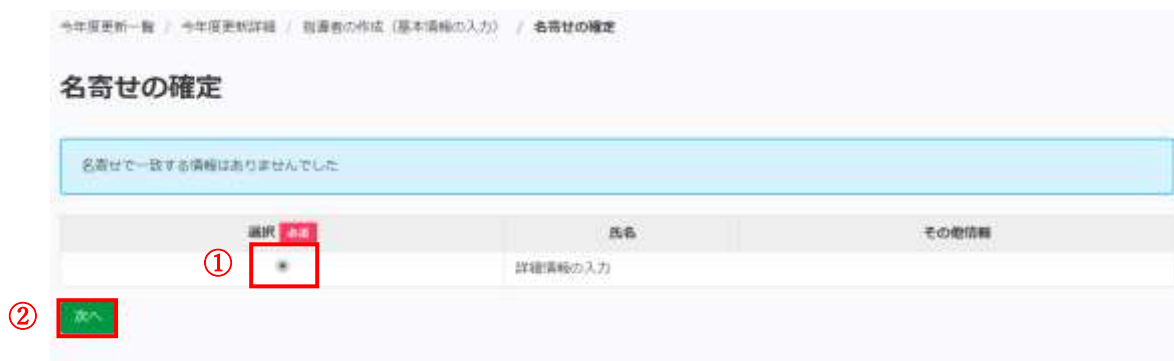 今年度更新一覧 / 今年度更新詳細 / 指導者の作成（基本情報の入力） / 名寄せの確定
名寄せの確定
名寄せで一致する情報はありませんでした
選択 必須 氏名 その他情報
① 詳細情報の入力
② 次へ